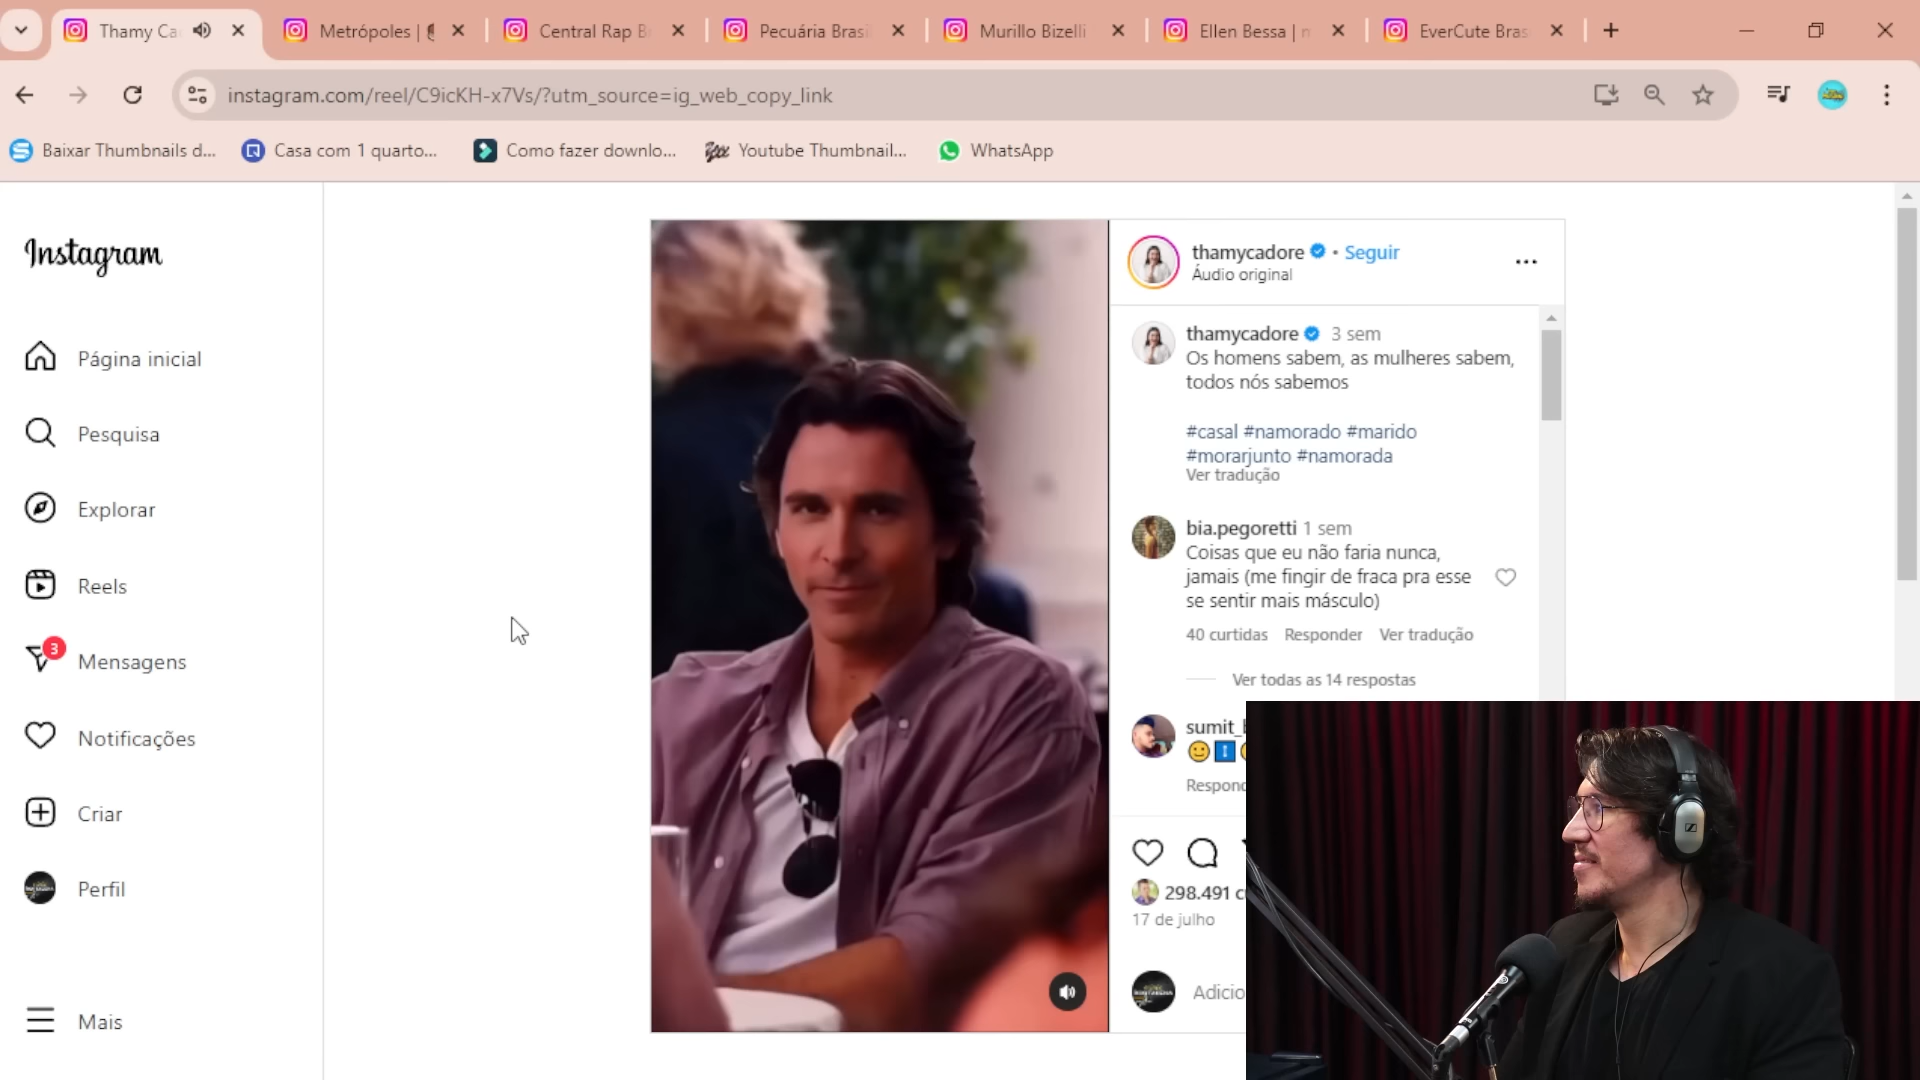 Thamy Ca
Metrópoles |
Central Rap B
Pecuária Brasi
Murillo Bizelli
Ellen Bessa | n
EverCute Bras
instagram.com/reel/C9icKH-x7Vs/?utm_source=ig_web_copy_link
Baixar Thumbnails d...
Casa com 1 quarto...
Como fazer downlo...
Youtube Thumbnail...
WhatsApp
Instagram
Página inicial
Pesquisa
Explorar
Reels
3
Mensagens
Notificações
Criar
Perfil
Mais
thamycadore • Seguir
Áudio original
thamycadore 3 sem
Os homens sabem, as mulheres sabem,
todos nós sabemos
#casal #namorado #marido
#morarjunto #namorada
Ver tradução
bia.pegoretti 1 sem
Coisas que eu não faria nunca,
jamais (me fingir de fraca pra esse
se sentir mais másculo)
40 curtidas Responder Ver tradução
Ver todas as 14 respostas
sumit_b
Respond
298.491 c
17 de julho
Adicio